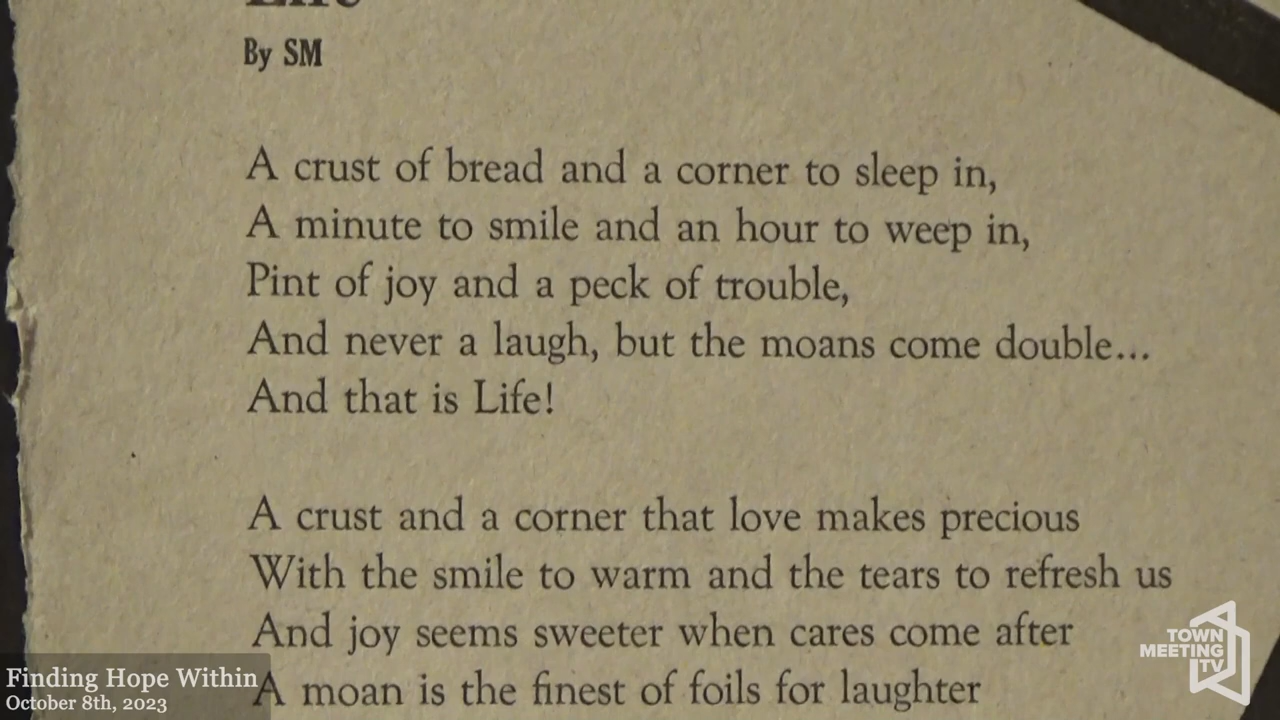 Life
By SM
A crust of bread and a corner to sleep in,
A minute to smile and an hour to weep in,
Pint of joy and a peck of trouble,
And never a laugh, but the moans come double...
And that is Life!
A crust and a corner that love makes precious
With the smile to warm and the tears to refresh us
And joy seems sweeter when cares come after
A moan is the finest of foils for laughter
Finding Hope Within
October 8th, 2023
TOWN
MEETING
TV